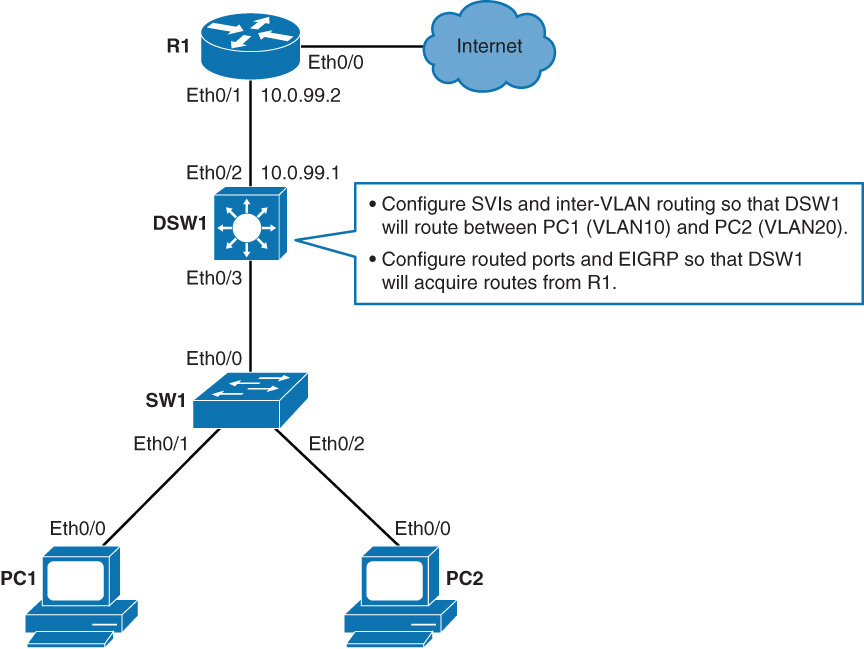 R1
Internet
Eth0/0
Eth0/1 10.0.99.2
Eth0/2 10.0.99.1
DSW1
• Configure SVIs and inter-VLAN routing so that DSW1
will route between PC1 (VLAN10) and PC2 (VLAN20).
• Configure routed ports and EIGRP so that DSW1
will acquire routes from R1.
Eth0/3
Eth0/0
SW1
Eth0/1
Eth0/2
Eth0/0
Eth0/0
PC1
PC2